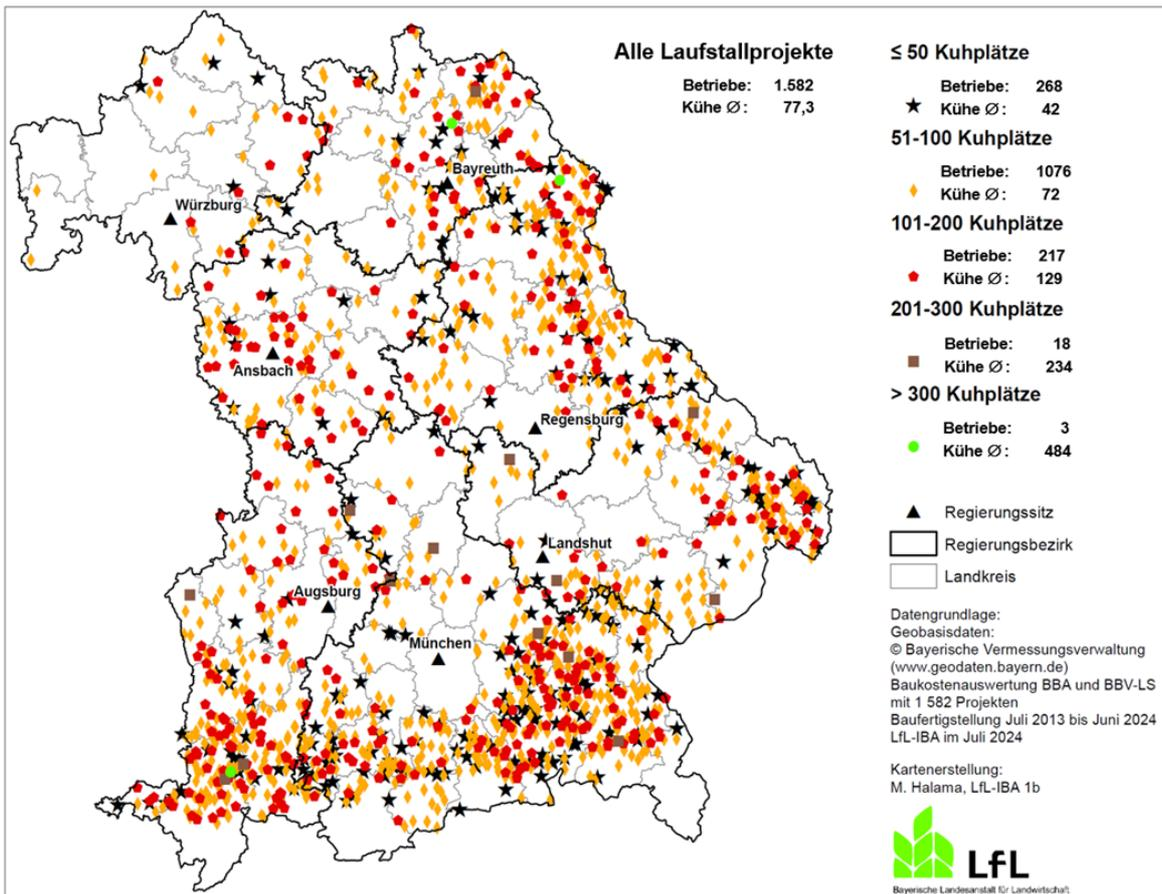 Alle Laufstallprojekte
Betriebe: 1.582
Kühe Ø: 77,3
≤ 50 Kuhplätze
Betriebe: 268
Kühe Ø: 42
51-100 Kuhplätze
Betriebe: 1076
Kühe Ø: 72
101-200 Kuhplätze
Betriebe: 217
Kühe Ø: 129
201-300 Kuhplätze
Betriebe: 18
Kühe Ø: 234
> 300 Kuhplätze
Betriebe: 3
Kühe Ø: 484
Regierungssitz
Regierungsbezirk
Landkreis
Datengrundlage:
Geobasisdaten:
© Bayerische Vermessungsverwaltung
(www.geodaten.bayern.de)
Baukostenauswertung BBA und BBV-LS
mit 1 582 Projekten
Baufertigstellung Juli 2013 bis Juni 2024
LfL-IBA im Juli 2024
Kartenerstellung:
M. Halama, LfL-IBA 1b
LfL
Bayerische Landesanstalt für Landwirtschaft
Bayreuth
Würzburg
Ansbach
Regensburg
Landshut
Augsburg
München